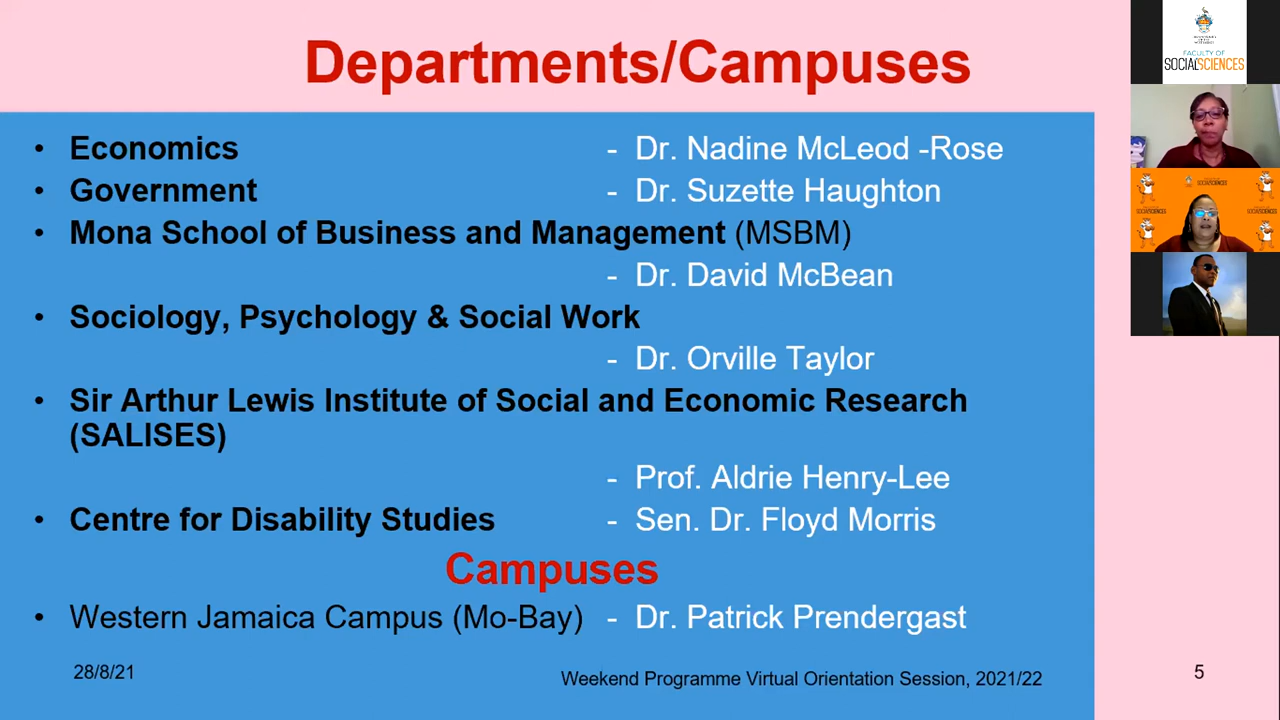 Departments/Campuses
• Economics - Dr. Nadine McLeod -Rose
• Government - Dr. Suzette Haughton
• Mona School of Business and Management (MSBM)
- Dr. David McBean
• Sociology, Psychology & Social Work
- Dr. Orville Taylor
• Sir Arthur Lewis Institute of Social and Economic Research
(SALISES)
- Prof. Aldrie Henry-Lee
• Centre for Disability Studies - Sen. Dr. Floyd Morris
Campuses
• Western Jamaica Campus (Mo-Bay) - Dr. Patrick Prendergast
28/8/21
Weekend Programme Virtual Orientation Session, 2021/22
5
FACULTY OF
SOCIALSCIENCES